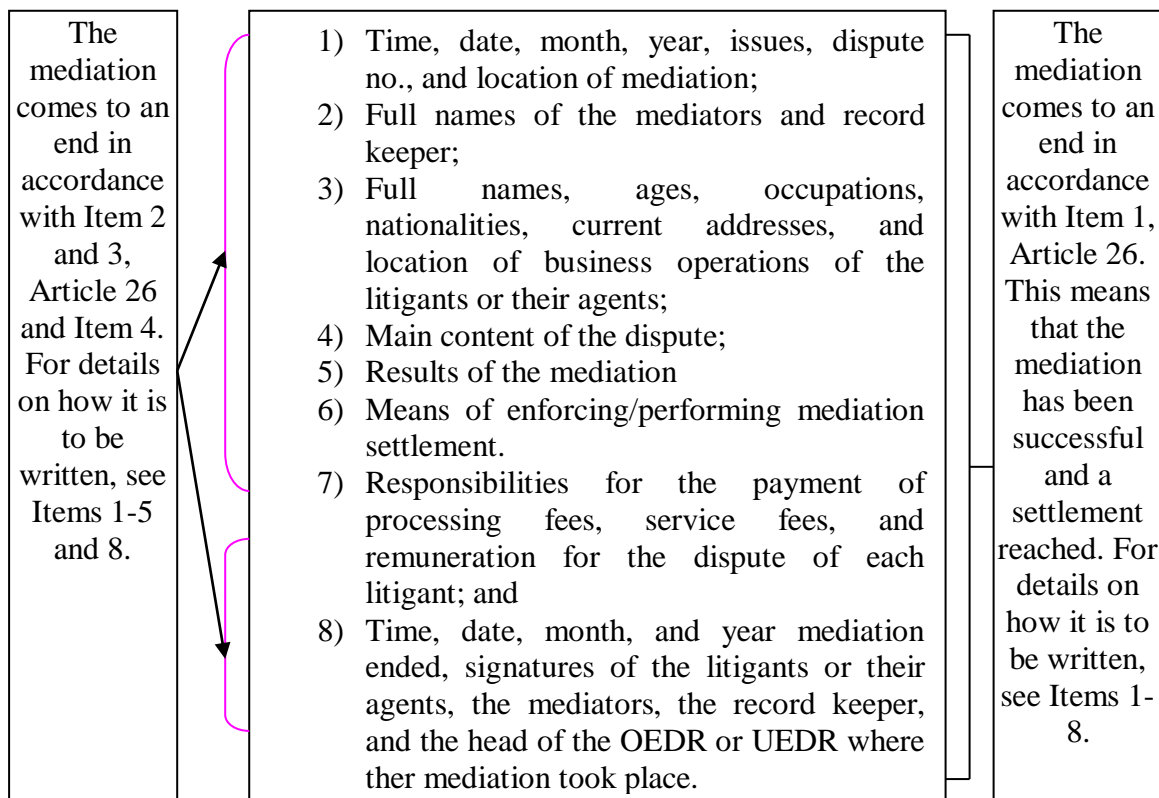 The
mediation
comes to an
end in
accordance
with Item 2
and 3,
Article 26
and Item 4.
For details
on how it is
to be
written, see
Items 1-5
and 8.
1) Time, date, month, year, issues, dispute
no., and location of mediation;
2) Full names of the mediators and record
keeper;
3) Full names, ages, occupations,
nationalities, current addresses, and
location of business operations of the
litigants or their agents;
4) Main content of the dispute;
5) Results of the mediation
6) Means of enforcing/performing mediation
settlement.
7) Responsibilities for the payment of
processing fees, service fees, and
remuneration for the dispute of each
litigant; and
8) Time, date, month, and year mediation
ended, signatures of the litigants or their
agents, the mediators, the record keeper,
and the head of the OEDR or UEDR where
ther mediation took place.
The
mediation
comes to an
end in
accordance
with Item 1,
Article 26.
This means
that the
mediation
has been
successful
and a
settlement
reached. For
details on
how it is to
be written,
see Items 1-
8.